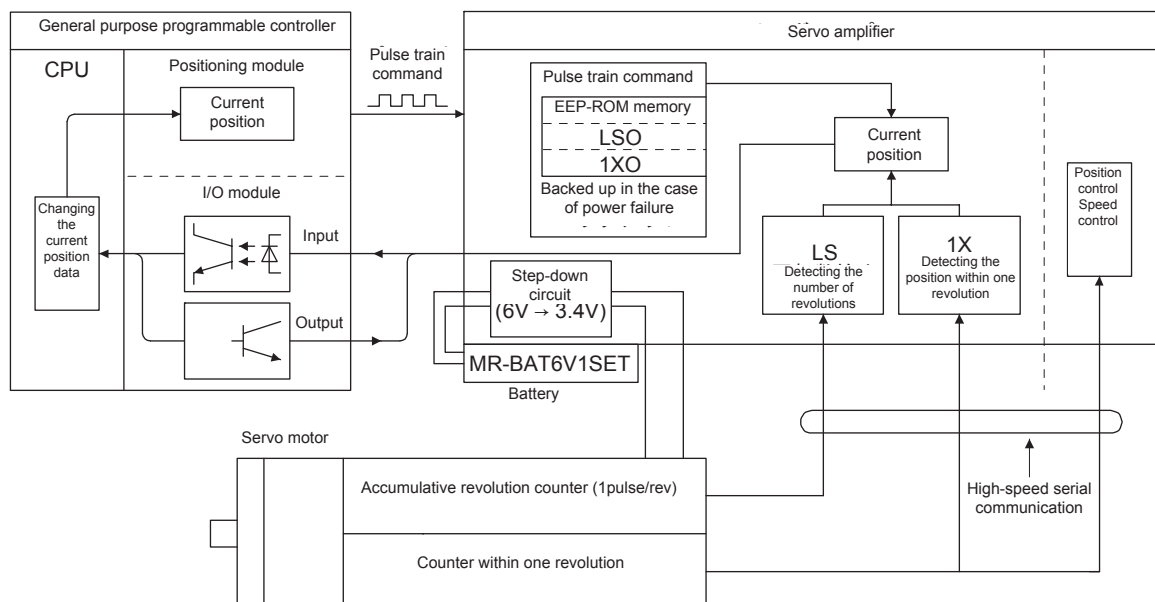 General purpose programmable controller
CPU
Positioning module
Current
position
Pulse train
command
I/O module
Changing
the
current
position
data
Input
Output
Servo amplifier
Pulse train command
EEP-ROM memory
LSO
1XO
Backed up in the case
of power failure
Current
position
LS
Detecting the
number of
revolutions
1X
Detecting the
position within one
revolution
Position
control
Speed
control
Step-down
circuit
(6V → 3.4V)
MR-BAT6V1SET
Battery
Servo motor
Accumulative revolution counter (1pulse/rev)
Counter within one revolution
High-speed serial
communication